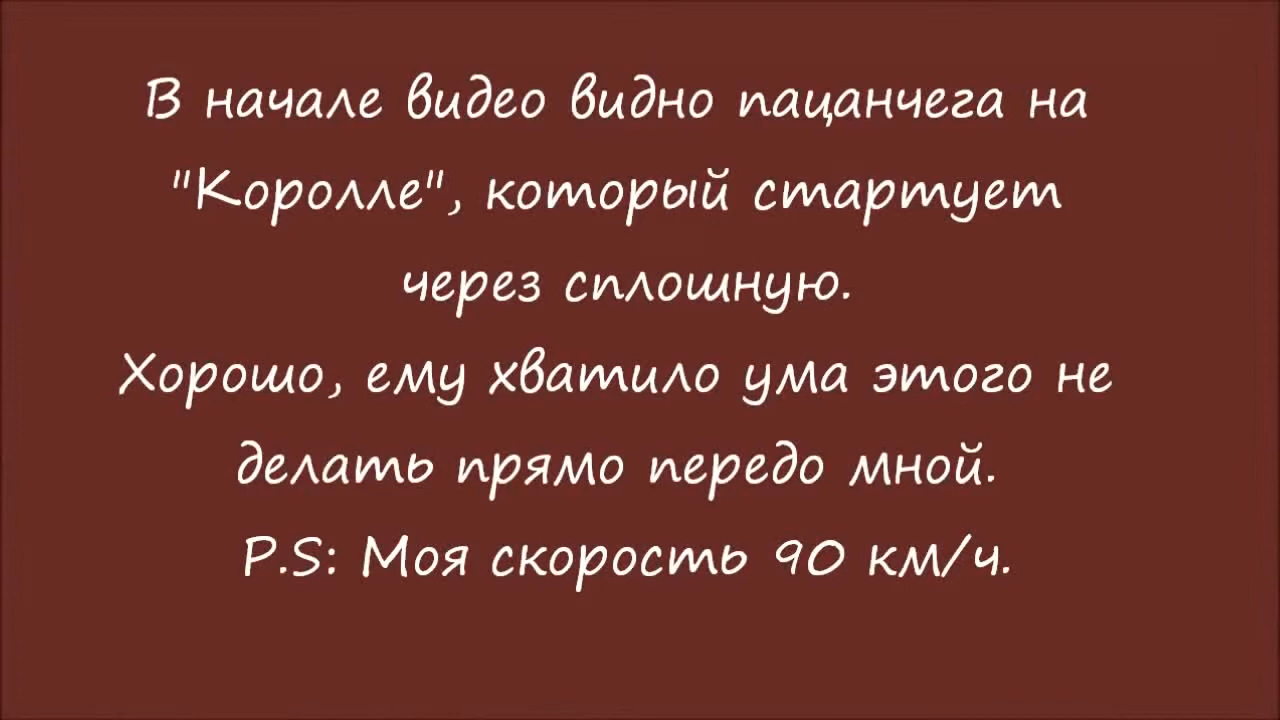 В начале видео видно пацанчега на
"Королле", который стартует
через сплошную.
Хорошо, ему хватило ума этого не
делать прямо передо мной.
P.S: Моя скорость 90 км/ч.